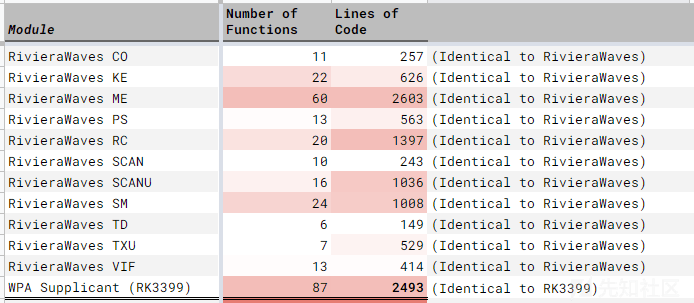 Module Number of Functions Lines of Code
RivieraWaves CO 11 257 (Identical to RivieraWaves)
RivieraWaves KE 22 626 (Identical to RivieraWaves)
RivieraWaves ME 60 2603 (Identical to RivieraWaves)
RivieraWaves PS 13 563 (Identical to RivieraWaves)
RivieraWaves RC 20 1397 (Identical to RivieraWaves)
RivieraWaves SCAN 10 243 (Identical to RivieraWaves)
RivieraWaves SCANU 16 1036 (Identical to RivieraWaves)
RivieraWaves SM 24 1008 (Identical to RivieraWaves)
RivieraWaves TD 6 149 (Identical to RivieraWaves)
RivieraWaves TXU 7 529 (Identical to RivieraWaves)
RivieraWaves VIF 13 414 (Identical to RivieraWaves)
WPA Supplicant (RK3399) 87 2493 (Identical to RK3399)
先知社区